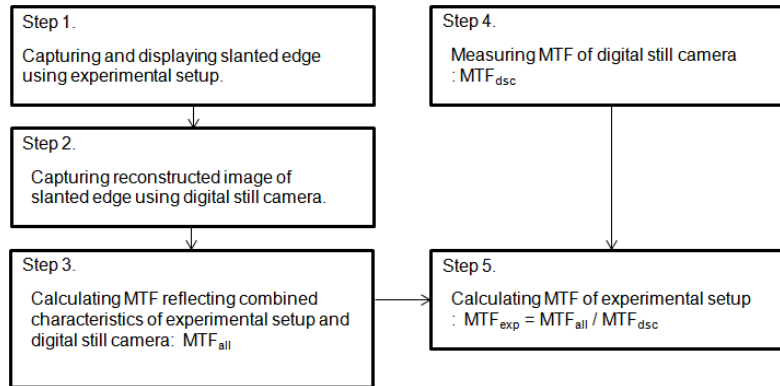 Step 1.
Capturing and displaying slanted edge
using experimental setup.
Step 2.
Capturing reconstructed image of
slanted edge using digital still camera.
Step 3.
Calculating MTF reflecting combined
characteristics of experimental setup and
digital still camera: MTFall
Step 4.
Measuring MTF of digital still camera
: MTFdsc
Step 5.
Calculating MTF of experimental setup
: MTFexp = MTFall / MTFdsc